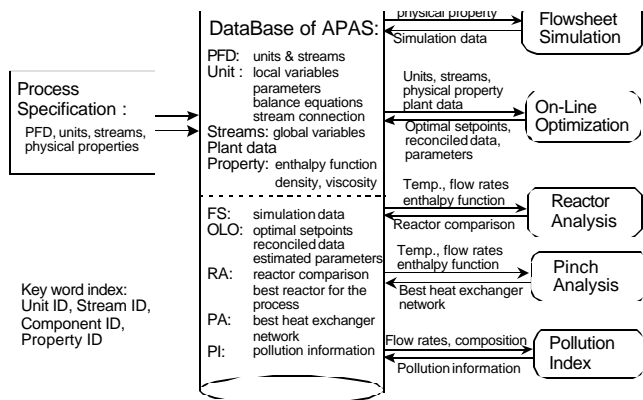 Process
Specification :
PFD, units, streams,
physical properties
Key word index:
Unit ID, Stream ID,
Component ID,
Property ID
DataBase of APAS:
PFD: units & streams
Unit : local variables
parameters
balance equations
stream connection
Streams: global variables
Plant data
Property: enthalpy function
density, viscosity
FS: simulation data
OLO: optimal setpoints
reconciled data
estimated parameters
RA: reactor comparison
best reactor for the
process
PA: best heat exchanger
network
PI: pollution information
physical property
Simulation data
Flowsheet
Simulation
Units, streams,
physical property
plant data
Optimal setpoints,
reconciled data,
parameters
On-Line
Optimization
Temp., flow rates
enthalpy function
Reactor comparison
Reactor
Analysis
Temp., flow rates
enthalpy function
Best heat exchanger
network
Pinch
Analysis
Flow rates, composition
Pollution information
Pollution
Index